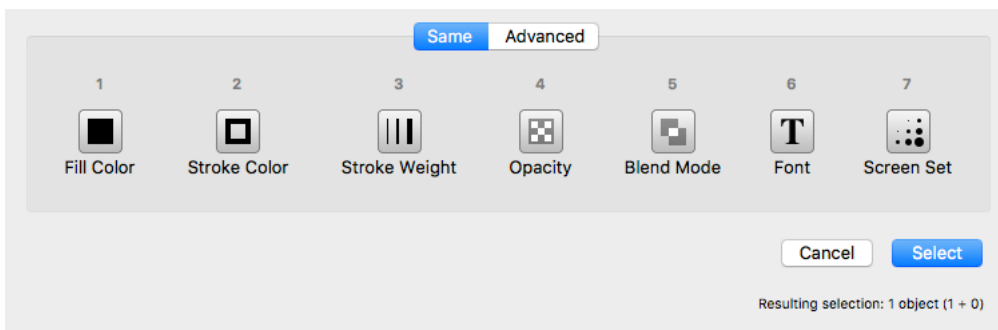 Same Advanced
1 2 3 4 5 6 7
T
Fill Color Stroke Color Stroke Weight Opacity Blend Mode Font Screen Set
Cancel Select
Resulting selection: 1 object (1 + 0)